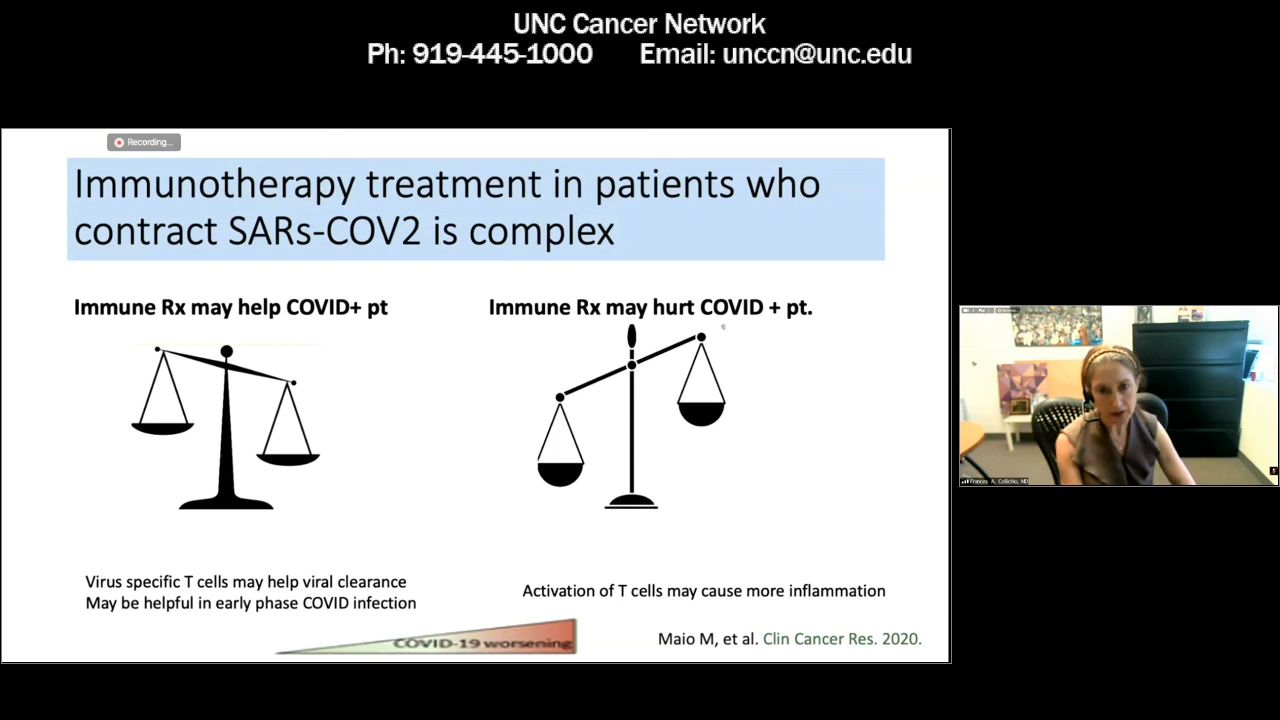 UNC Cancer Network
Ph: 919-445-1000 Email: unccn@unc.edu
Recording...
Immunotherapy treatment in patients who
contract SARs-COV2 is complex
Immune Rx may help COVID+ pt
Immune Rx may hurt COVID + pt.
Virus specific T cells may help viral clearance
May be helpful in early phase COVID infection
Activation of T cells may cause more inflammation
COVID-19 worsening
Maio M, et al. Clin Cancer Res. 2020.
Frances A. Collichio, MD